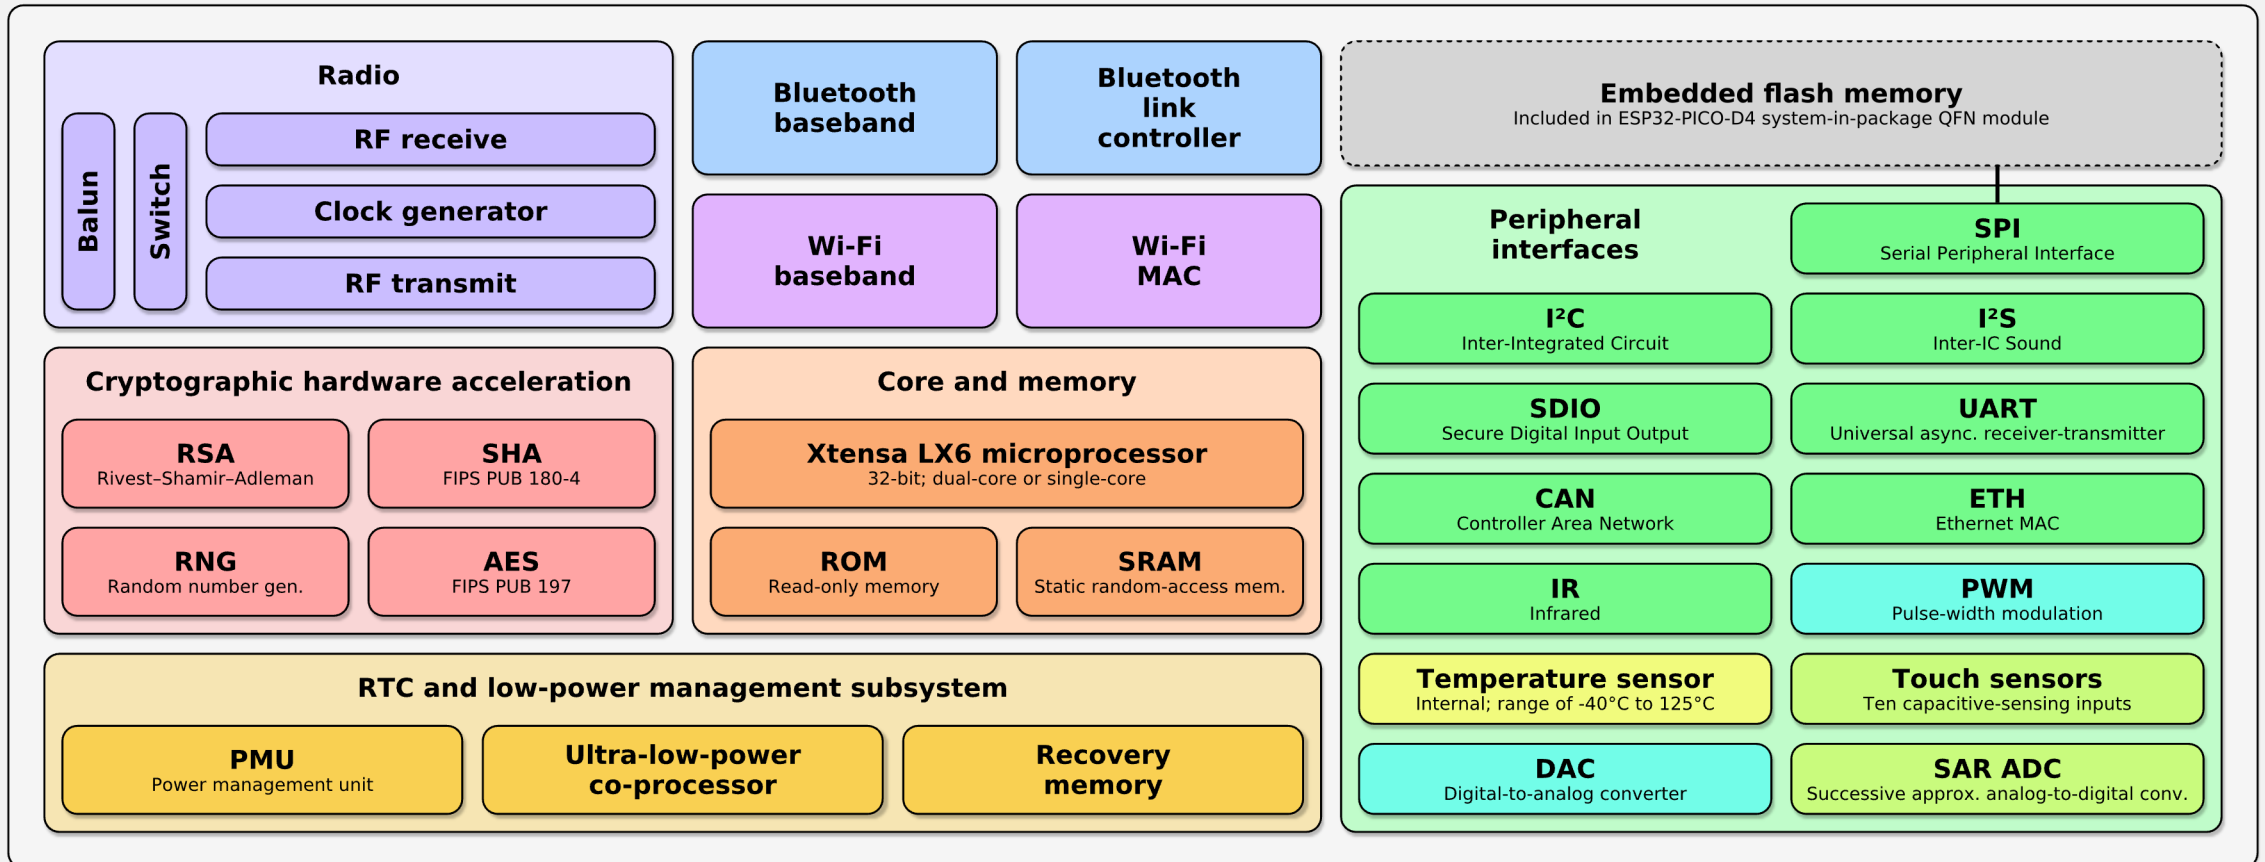 Radio
Balun
Switch
RF receive
Clock generator
RF transmit
Bluetooth
baseband
Bluetooth
link
controller
Wi-Fi
baseband
Wi-Fi
MAC
Embedded flash memory
Included in ESP32-PICO-D4 system-in-package QFN module
Peripheral
interfaces
SPI
Serial Peripheral Interface
I²C
Inter-Integrated Circuit
I²S
Inter-IC Sound
SDIO
Secure Digital Input Output
UART
Universal async. receiver-transmitter
CAN
Controller Area Network
ETH
Ethernet MAC
IR
Infrared
PWM
Pulse-width modulation
Temperature sensor
Internal; range of -40°C to 125°C
Touch sensors
Ten capacitive-sensing inputs
DAC
Digital-to-analog converter
SAR ADC
Successive approx. analog-to-digital conv.
Cryptographic hardware acceleration
RSA
Rivest–Shamir–Adleman
SHA
FIPS PUB 180-4
RNG
Random number gen.
AES
FIPS PUB 197
Core and memory
Xtensa LX6 microprocessor
32-bit; dual-core or single-core
ROM
Read-only memory
SRAM
Static random-access mem.
RTC and low-power management subsystem
PMU
Power management unit
Ultra-low-power
co-processor
Recovery
memory